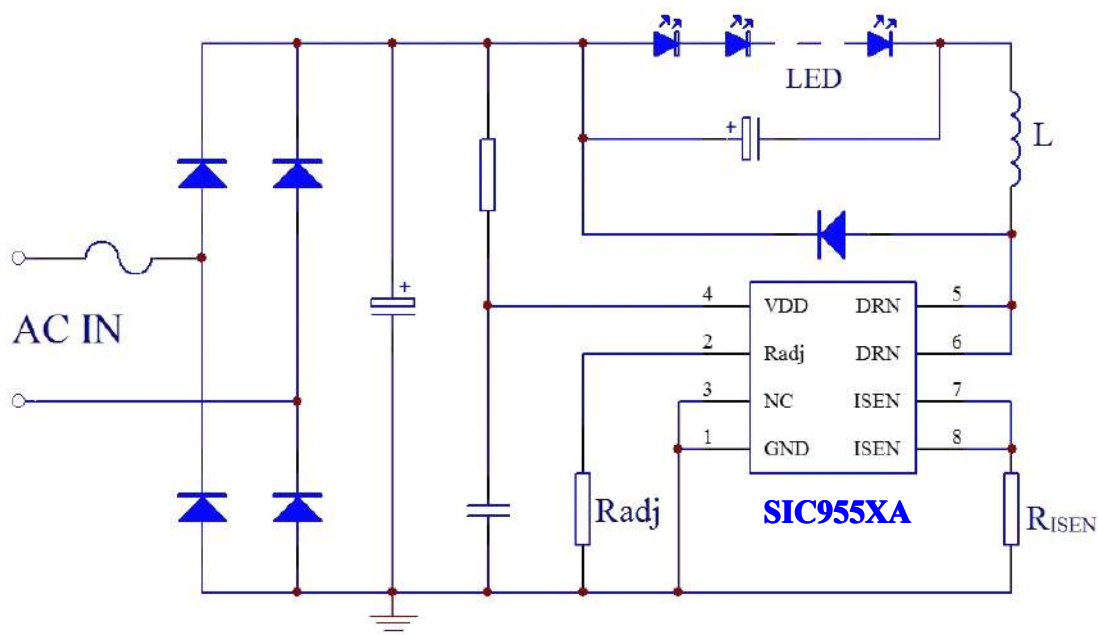 LED
+
L
+
AC IN
4 VDD DRN 5
2 Radj DRN 6
3 NC ISEN 7
1 GND ISEN 8
Radj
SIC955XA
RISEN